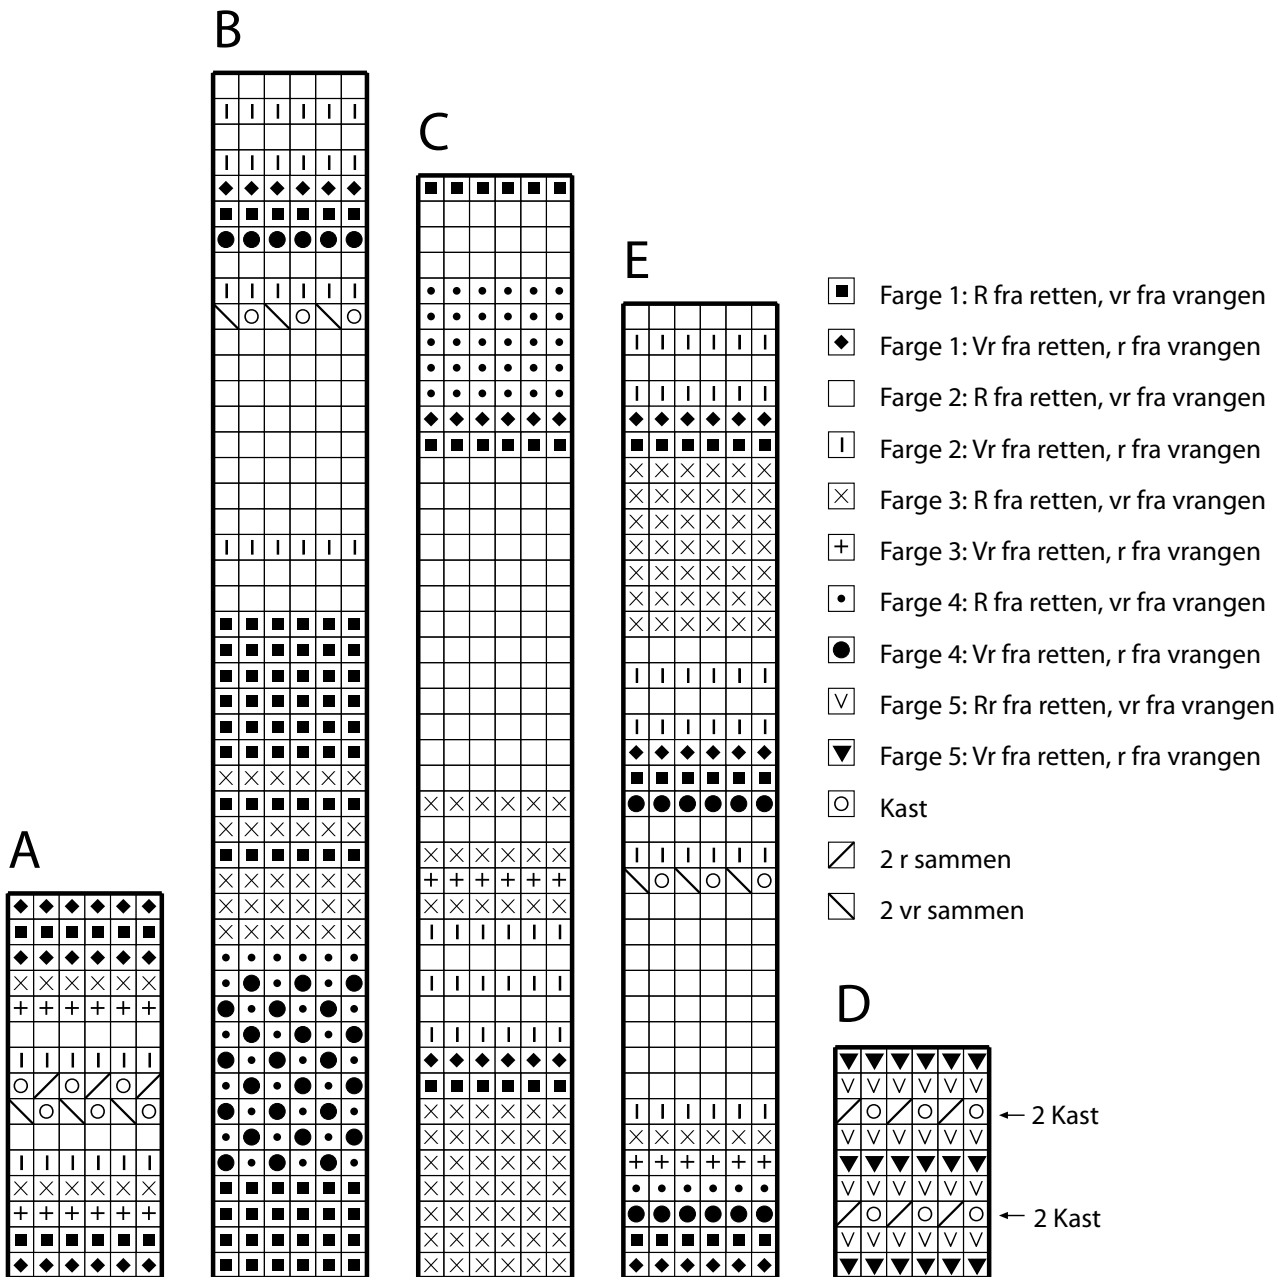 B
C
E
A
D
Farge 1: R fra retten, vr fra vrangen
Farge 1: Vr fra retten, r fra vrangen
Farge 2: R fra retten, vr fra vrangen
Farge 2: Vr fra retten, r fra vrangen
Farge 3: R fra retten, vr fra vrangen
Farge 3: Vr fra retten, r fra vrangen
Farge 4: R fra retten, vr fra vrangen
Farge 4: Vr fra retten, r fra vrangen
Farge 5: Rr fra retten, vr fra vrangen
Farge 5: Vr fra retten, r fra vrangen
Kast
2 r sammen
2 vr sammen
2 Kast
2 Kast